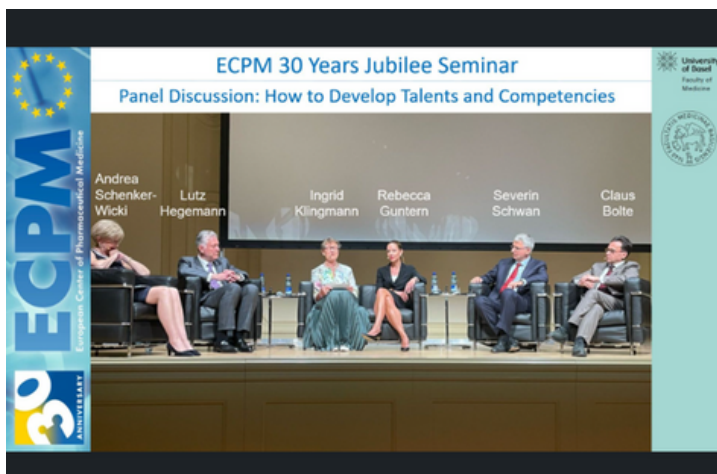 ECPM 30 Years Jubilee Seminar
Panel Discussion: How to Develop Talents and Competencies
ECPM
European Center of Pharmaceutical Medicine
30
ANNIVERSARY
Andrea
Schenker-
Wicki
Lutz
Hegemann
Ingrid
Klingmann
Rebecca
Guntern
Severin
Schwan
Claus
Bolte
University
of Basel
Faculty of
Medicine